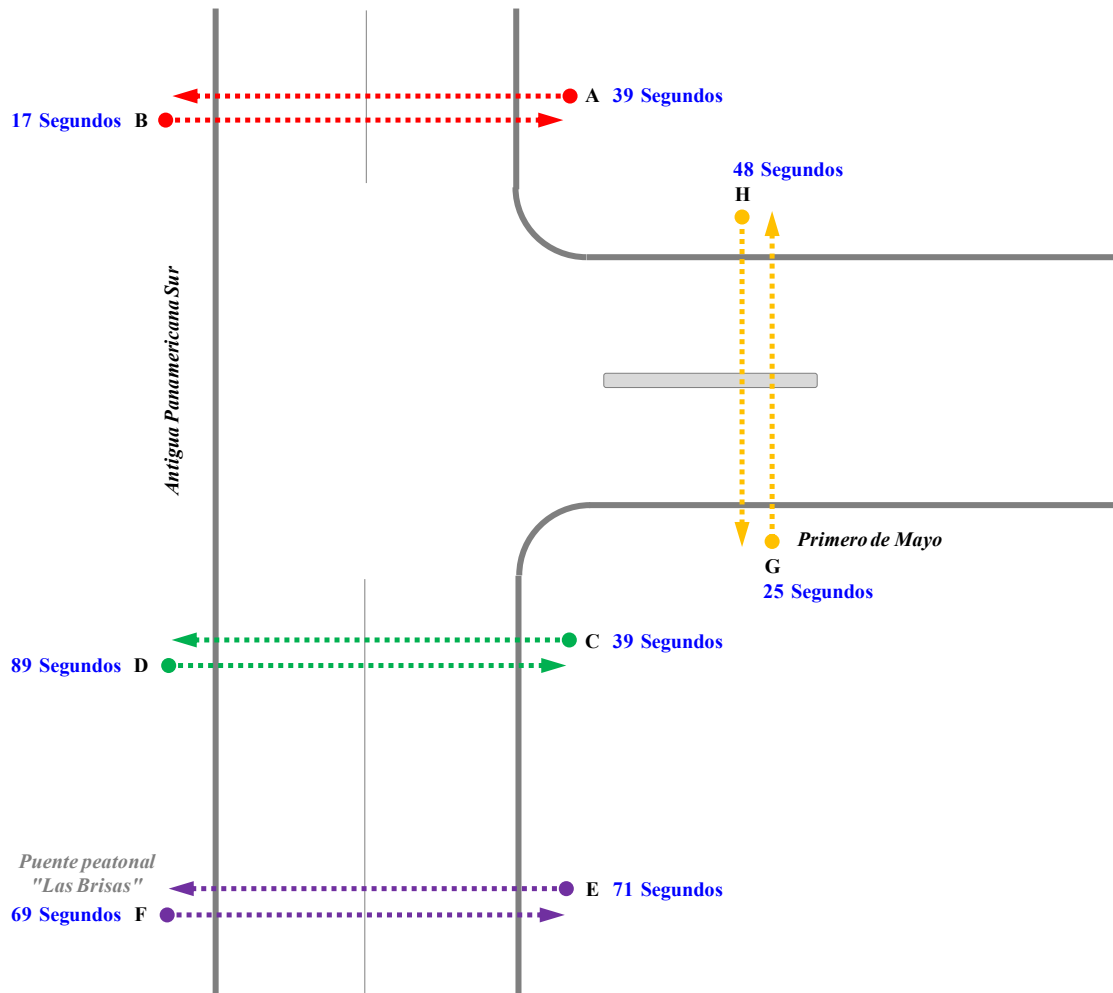 A 39 Segundos
17 Segundos B
48 Segundos
H
Antigua Panamericana Sur
Primero de Mayo
G
25 Segundos
C 39 Segundos
89 Segundos D
Puente peatonal
"Las Brisas"
E 71 Segundos
69 Segundos F